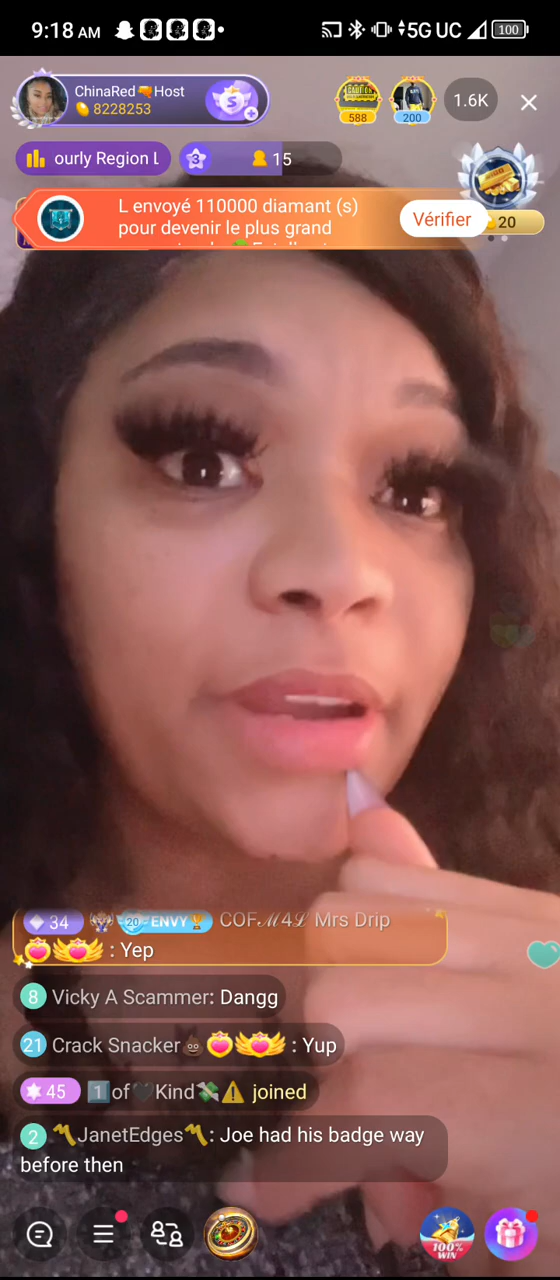 9:18 AM
5G UC
100
ChinaRed🔫Host
8228253
S
588
200
1.6K
ourly Region L
3
15
L envoyé 110000 diamant (s)
pour devenir le plus grand
Vérifier
20
34
20 ENVY🏆 COFℳ4ℒ Mrs Drip
: Yep
8 Vicky A Scammer: Dangg
21 Crack Snacker💩 : Yup
45 1️⃣of🖤Kind💸⚠️ joined
2 〽️JanetEdges〽️: Joe had his badge way
before then
100%
WIN